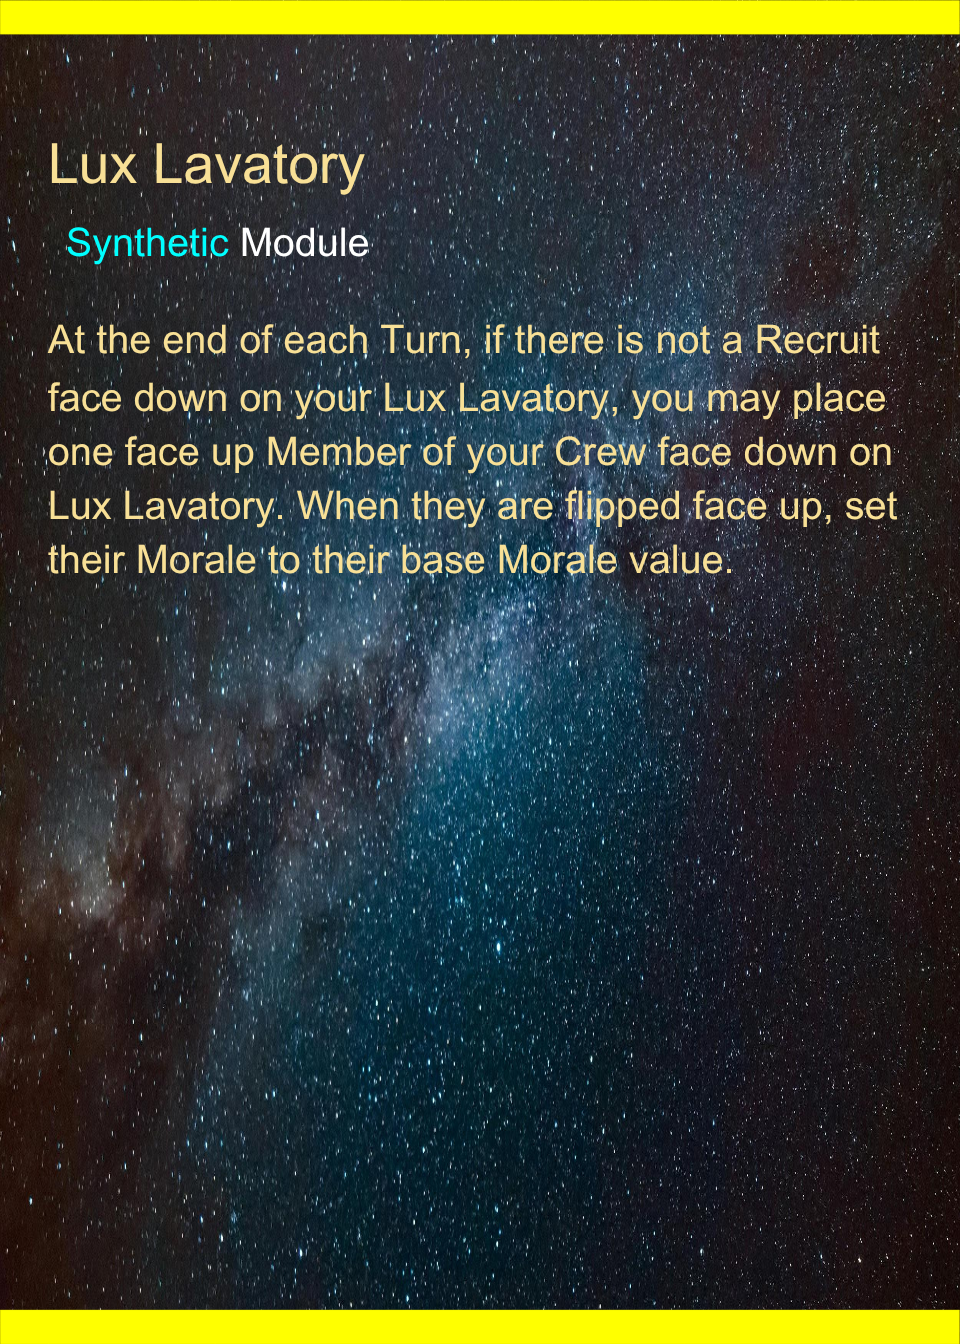 Lux Lavatory
Synthetic Module
At the end of each Turn, if there is not a Recruit
face down on your Lux Lavatory, you may place
one face up Member of your Crew face down on
Lux Lavatory. When they are flipped face up, set
their Morale to their base Morale value.